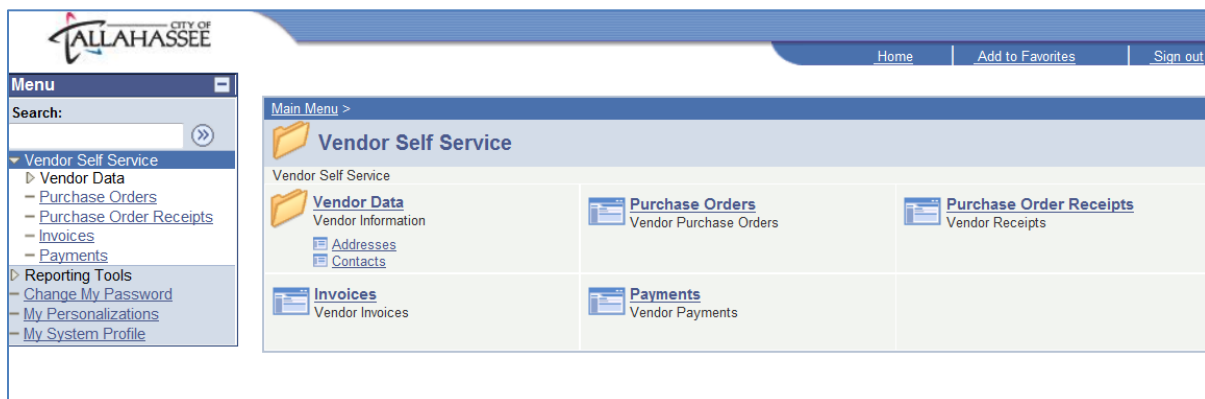 CITY OF
TALLAHASSEE
Home Add to Favorites Sign out
Menu
Search:
Vendor Self Service
Vendor Data
Purchase Orders
Purchase Order Receipts
Invoices
Payments
Reporting Tools
Change My Password
My Personalizations
My System Profile
Main Menu >
Vendor Self Service
Vendor Self Service
Vendor Data
Vendor Information
Addresses
Contacts
Purchase Orders
Vendor Purchase Orders
Purchase Order Receipts
Vendor Receipts
Invoices
Vendor Invoices
Payments
Vendor Payments